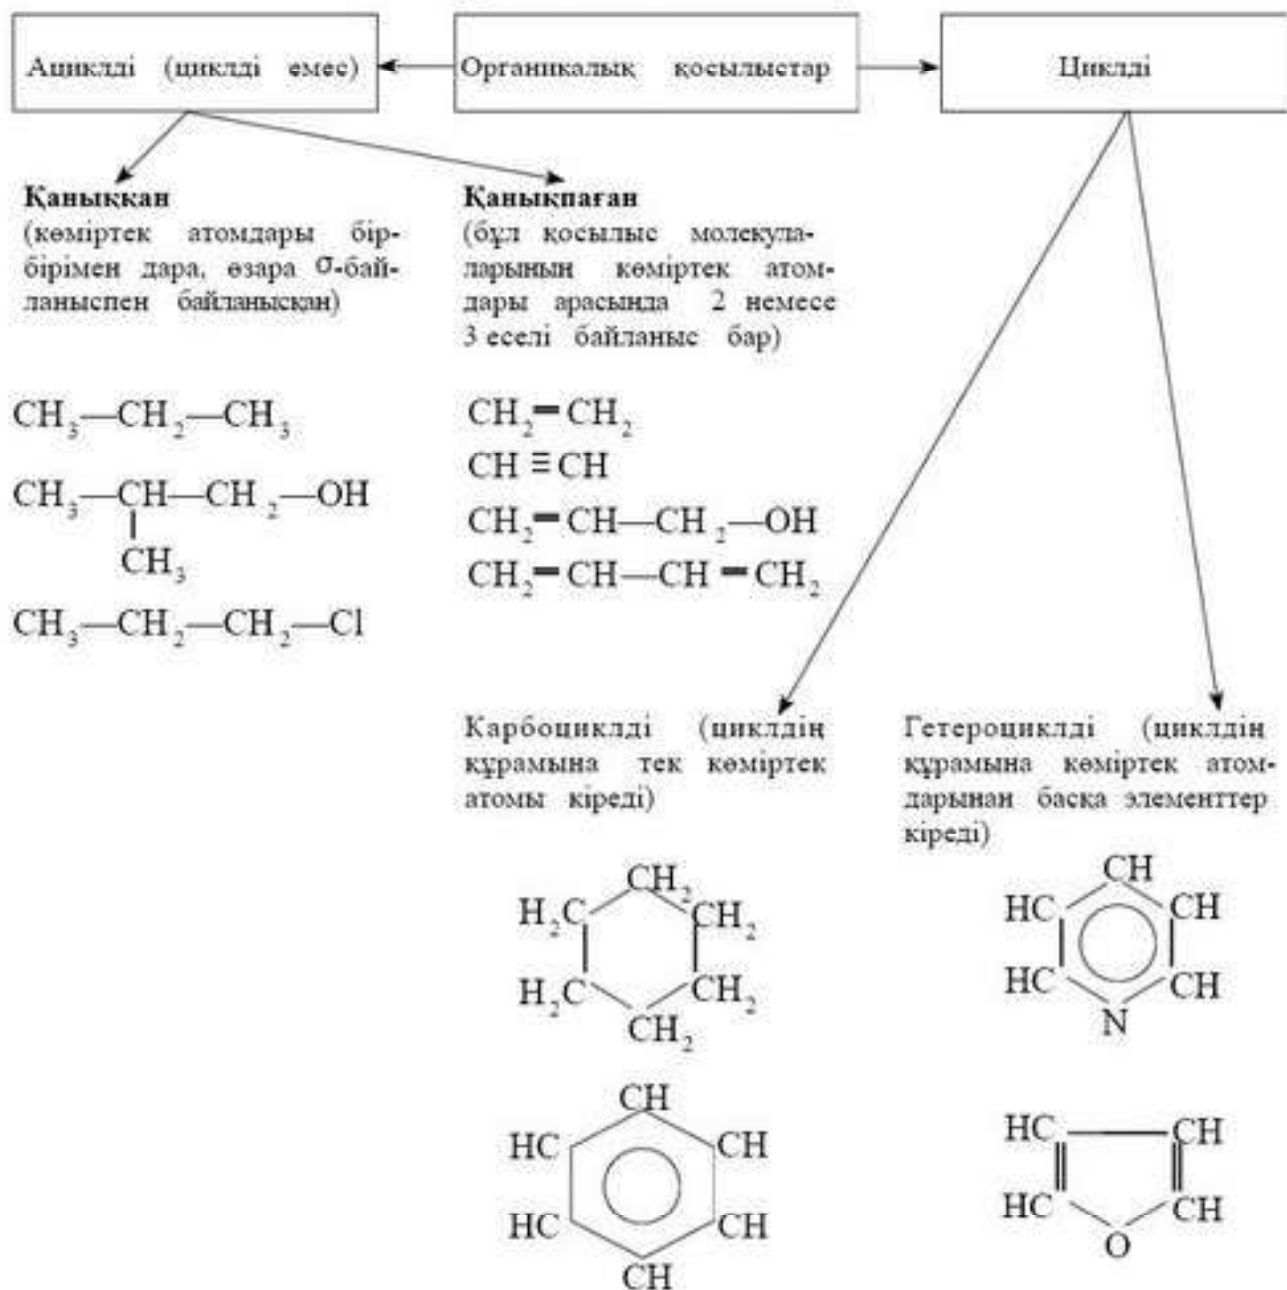 Ациклді (циклді емес)
Органикалық қосылыстар
Циклді
Қаныққан
(көміртек атомдары бір-
бірімен дара, өзара σ-бай-
ланыспен байланысқан)
CH₃—CH₂—CH₃
CH₃—CH—CH₂—OH
CH₃
CH₃—CH₂—CH₂—Cl
Қанықпаған
(бұл қосылыс молекула-
ларының көміртек атом-
дары арасында 2 немесе
3 еселі байланыс бар)
CH₂=CH₂
CH≡CH
CH₂=CH—CH₂—OH
CH₂=CH—CH=CH₂
Карбоциклді (циклдің
құрамына тек көміртек
атомы кіреді)
CH₂
H₂C CH₂
H₂C CH₂
CH₂
CH
HC CH
HC CH
CH
Гетероциклді (циклдің
құрамына көміртек атом-
дарынан басқа элементтер
кіреді)
CH
HC CH
HC CH
N
HC CH
HC CH
O